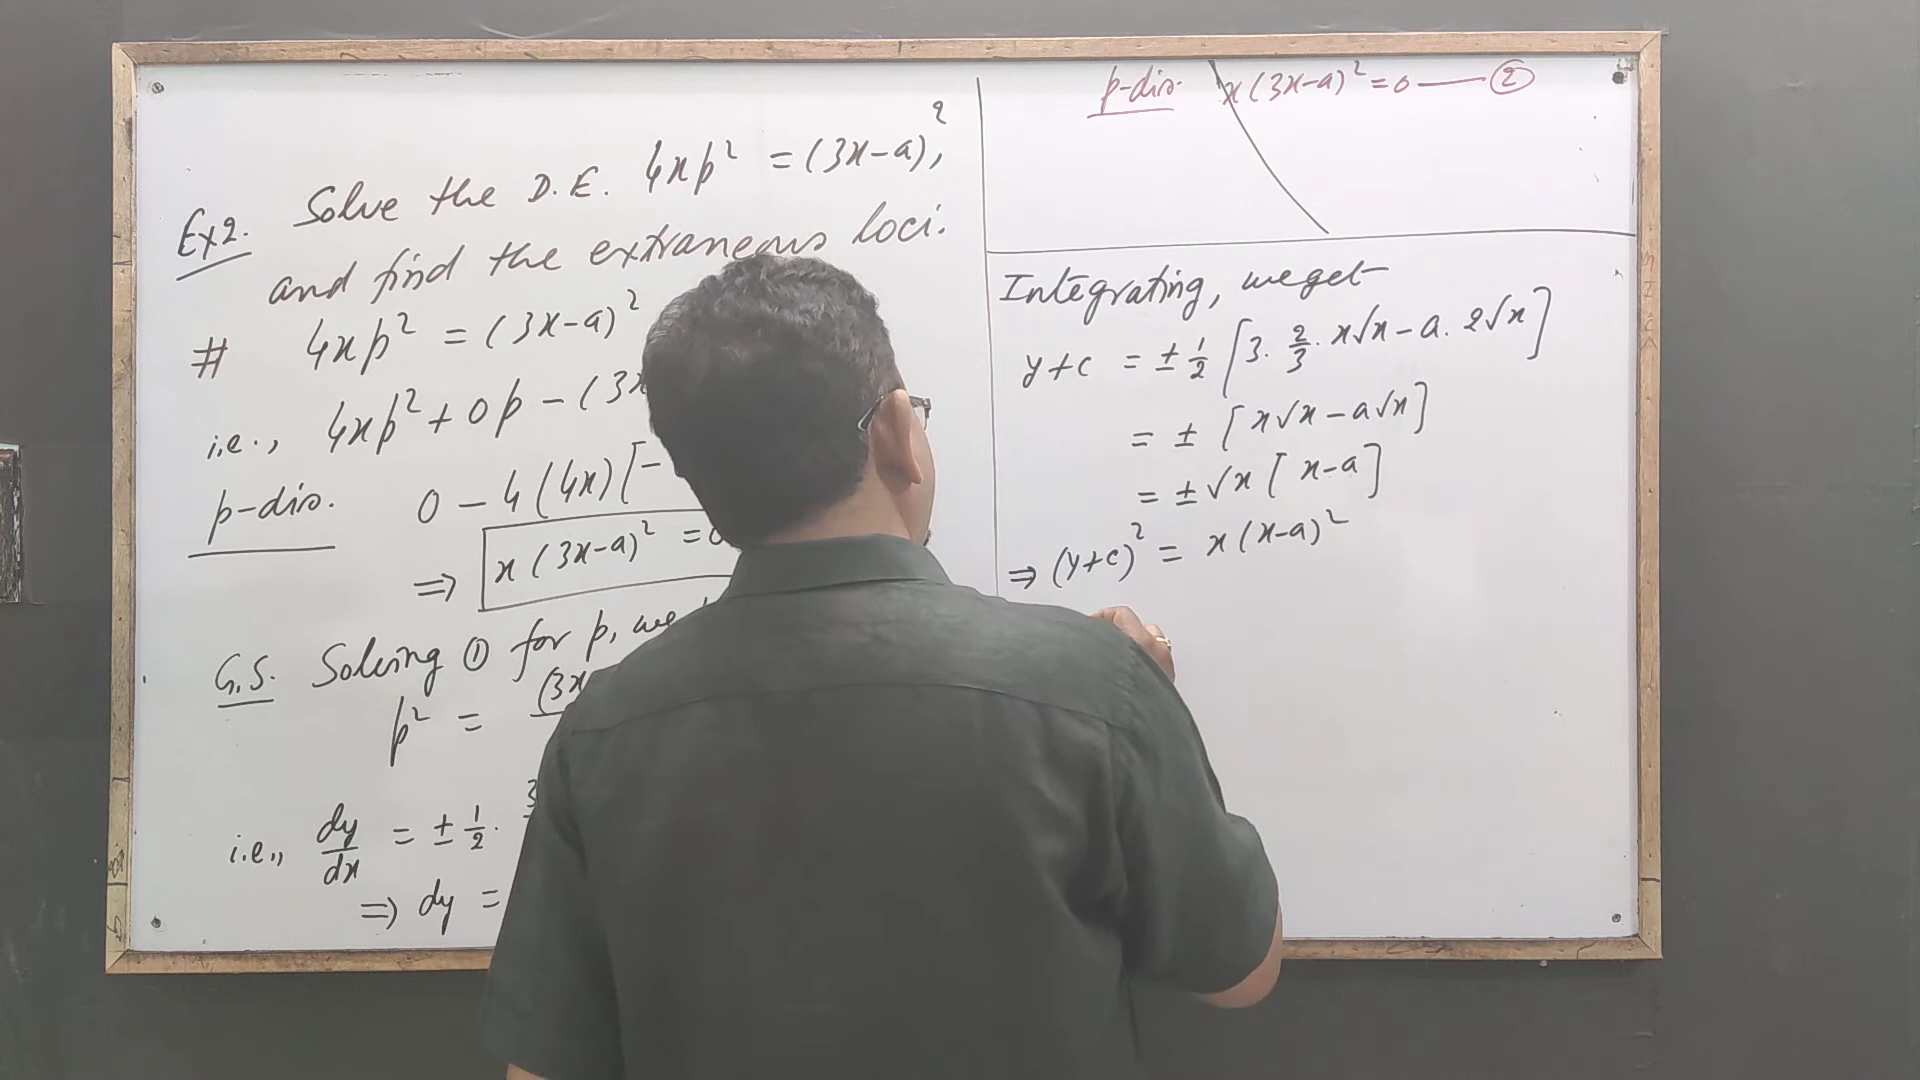 Ex2. Solve the D.E. 4xp² = (3x-a)²,
and find the extraneous loci.
# 4xp² = (3x-a)²
i.e., 4xp² + 0p - (3x
p-dis. 0 - 4(4x)[-
⇒ x(3x-a)² = 0
G.S. Solving ① for p, we
p² = (3x
i.e., dy/dx = ± 1/2 . 3
⇒ dy =
p-dis. x(3x-a)² = 0 — ②
Integrating, we get
y+c = ± 1/2 [3. 2/3. x√x - a. 2√x]
= ± [x√x - a√x]
= ± √x [x-a]
⇒ (y+c)² = x(x-a)²